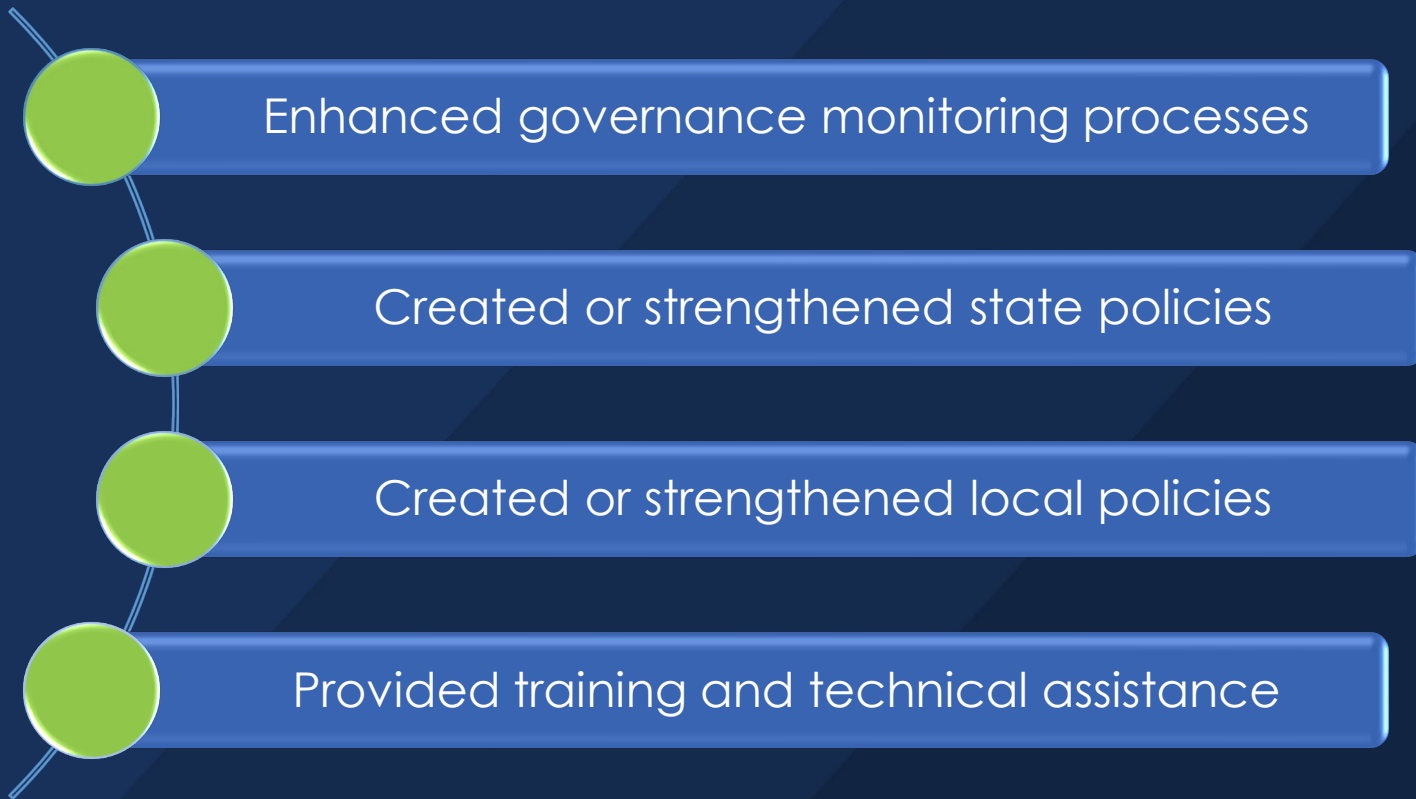 Enhanced governance monitoring processes
Created or strengthened state policies
Created or strengthened local policies
Provided training and technical assistance